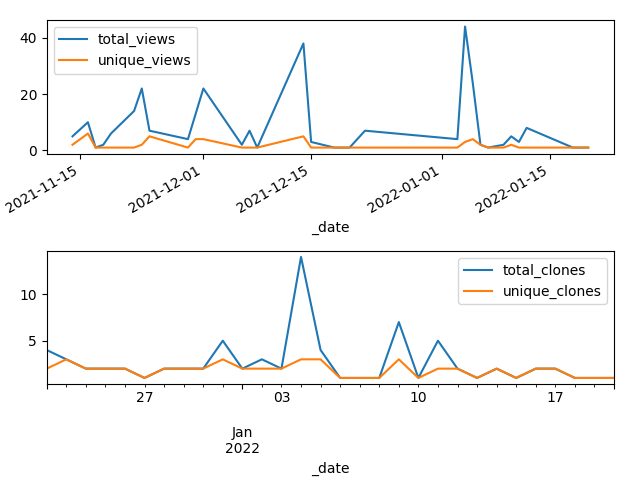 total_views
unique_views
40
20
0
2021-11-15
2021-12-01
2021-12-15
2022-01-01
2022-01-15
_date
total_clones
unique_clones
10
5
27
03
10
17
Jan
2022
_date